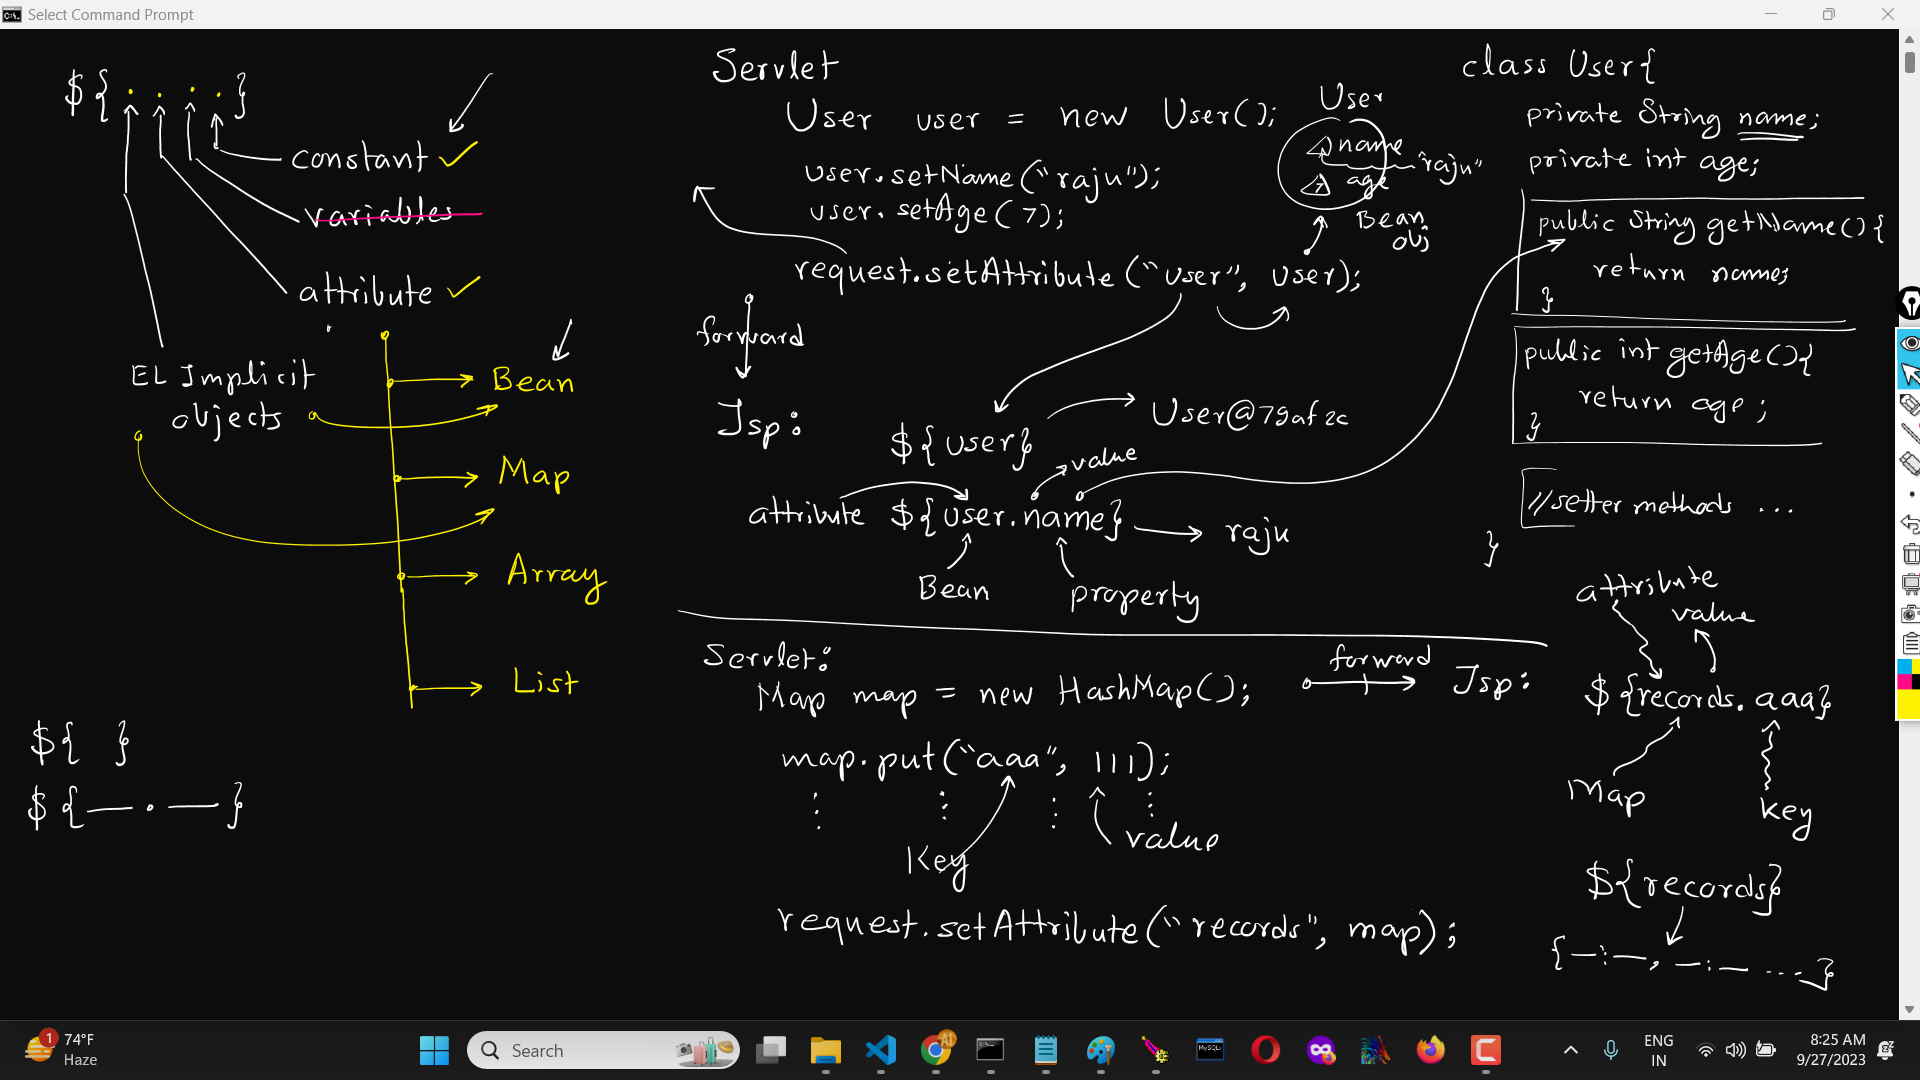 Select Command Prompt
${ . . . . }
constant ✓
variables
attribute ✓
EL Implicit
objects
Bean
Map
Array
List
${ }
${ — . — }
Servlet
User user = new User();
user.setName("raju");
user.setAge(7);
request.setAttribute("user", user);
User
name
"raju"
age
7
Bean
obj
forward
Jsp:
${user}
User@79af2c
value
attribute ${user.name}
raju
Bean
property
class User{
private String name;
private int age;
public String getName(){
return name;
}
public int getAge(){
return age;
}
//setter methods ...
}
Servlet:
Map map = new HashMap();
map.put("aaa", 111);
Key
value
request.setAttribute("records", map);
forward
Jsp:
attribute
value
${records.aaa}
Map
key
${records}
{—:—, —:— ...}
1
74°F
Haze
Search
MySQL
ENG
IN
8:25 AM
9/27/2023